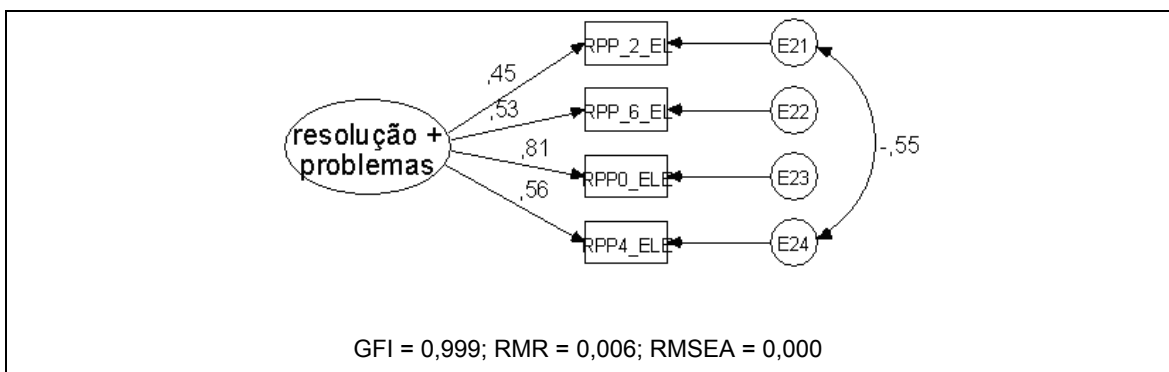 RPP_2_EL
E21
,45
RPP_6_EL
E22
,53
resolução +
problemas
-,55
,81
RPP0_ELE
E23
,56
RPP4_ELE
E24
GFI = 0,999; RMR = 0,006; RMSEA = 0,000